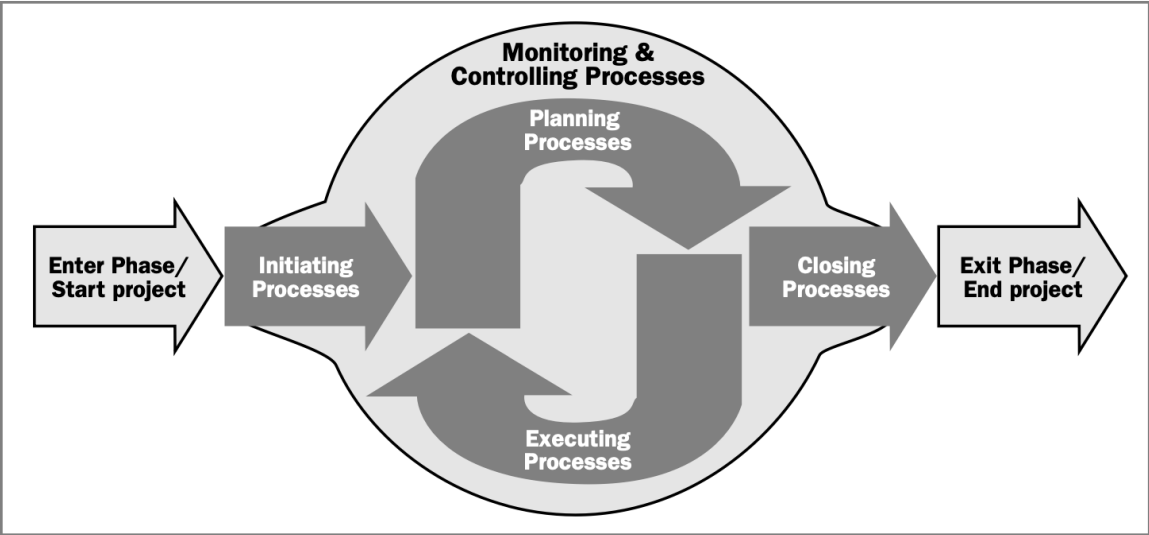 Monitoring &
Controlling Processes
Planning
Processes
Enter Phase/
Start project
Initiating
Processes
Closing
Processes
Exit Phase/
End project
Executing
Processes